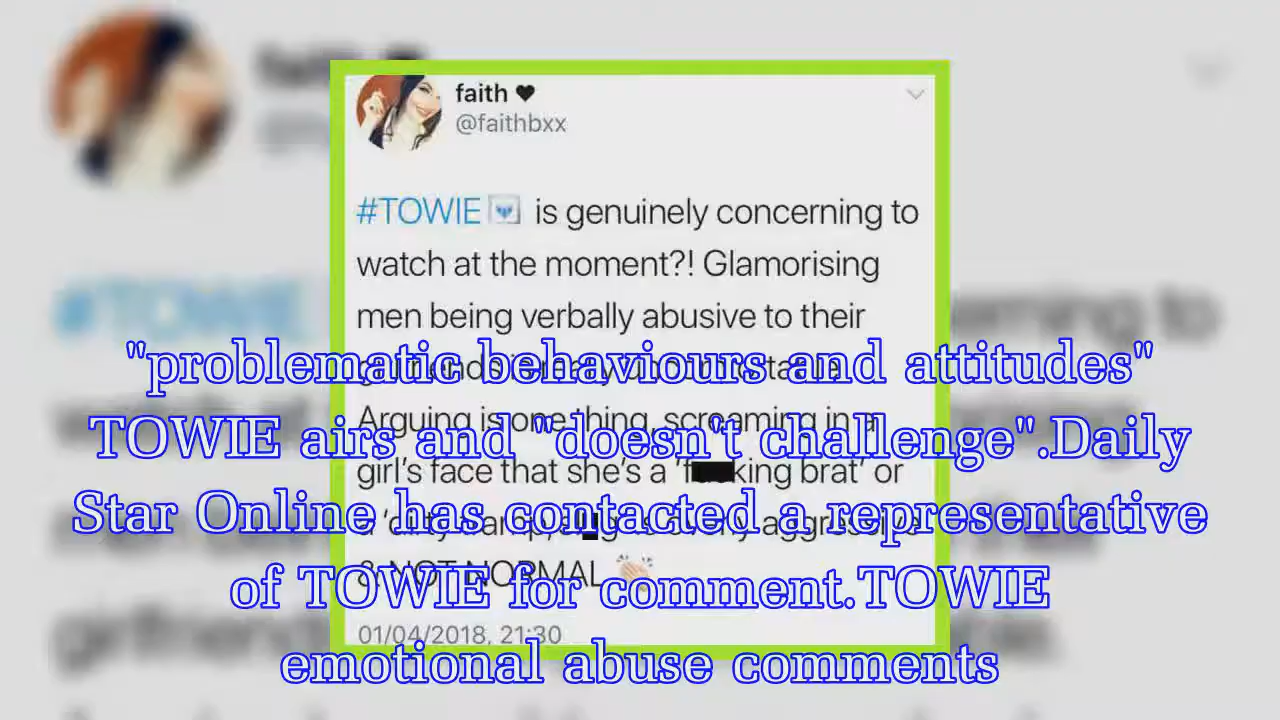 faith ♥
@faithbxx
#TOWIE is genuinely concerning to
watch at the moment?! Glamorising
men being verbally abusive to their
"problematic behaviours and attitudes"
Arguing is one thing, screaming in a
TOWIE airs and "doesn't challenge".Daily
girl's face that she's a 'f king brat' or
Star Online has contacted a representative
& NOT NORMAL 👏🏻
of TOWIE for comment.TOWIE
01/04/2018, 21:30
emotional abuse comments